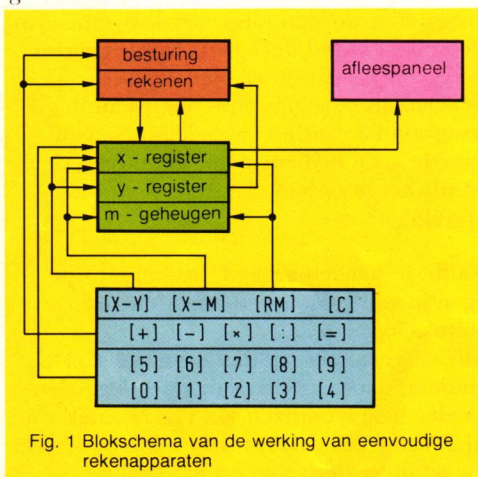 besturing
rekenen
afleespaneel
x - register
y - register
m - geheugen
[X-Y] [X-M] [RM] [C]
[+] [-] [×] [:] [=]
[5] [6] [7] [8] [9]
[0] [1] [2] [3] [4]
Fig. 1 Blokschema van de werking van eenvoudige
rekenapparaten